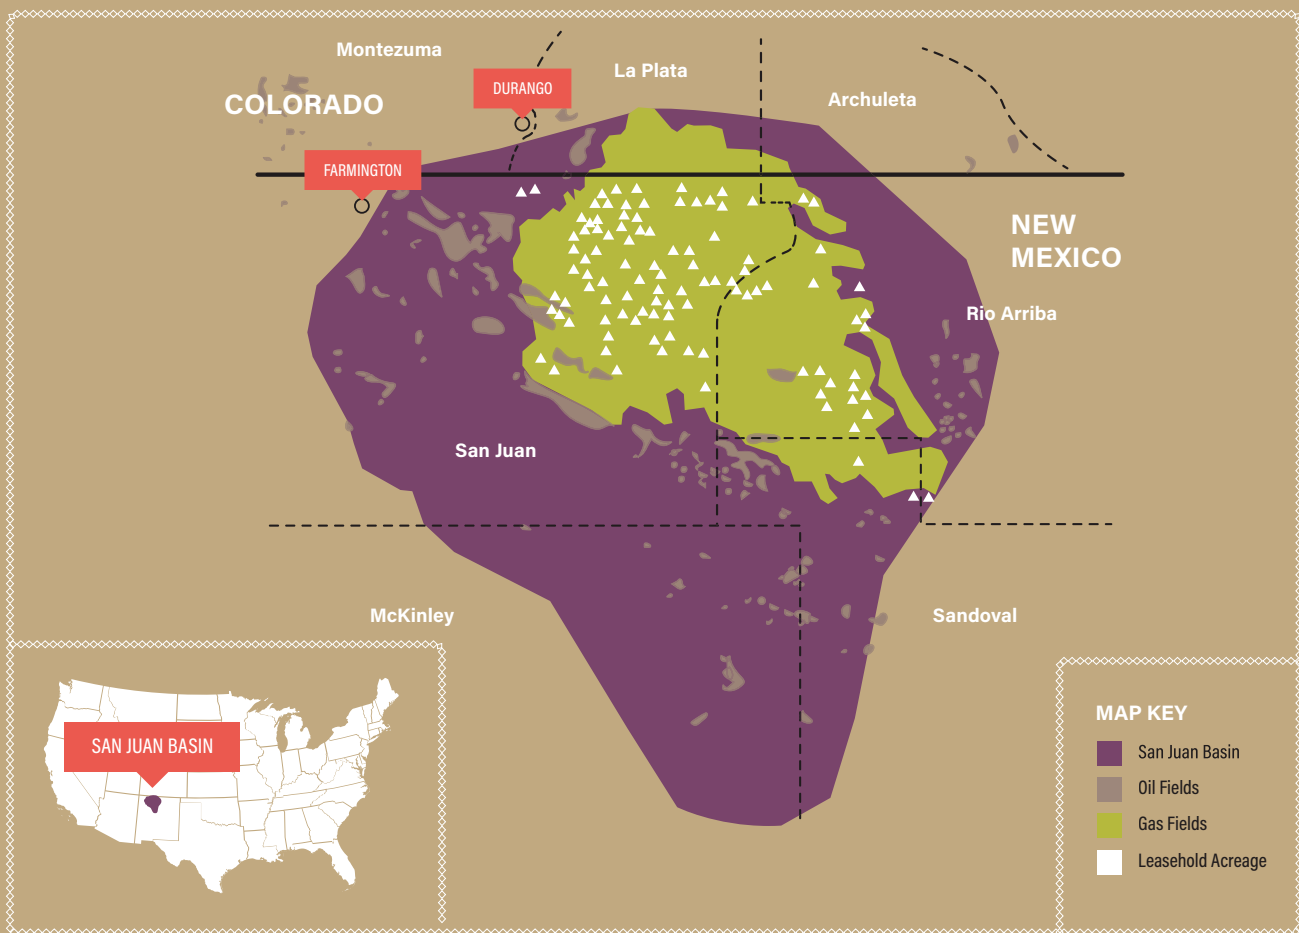 Montezuma
La Plata
DURANGO
Archuleta
COLORADO
FARMINGTON
NEW
MEXICO
Rio Arriba
San Juan
McKinley
Sandoval
SAN JUAN BASIN
MAP KEY
San Juan Basin
Oil Fields
Gas Fields
Leasehold Acreage